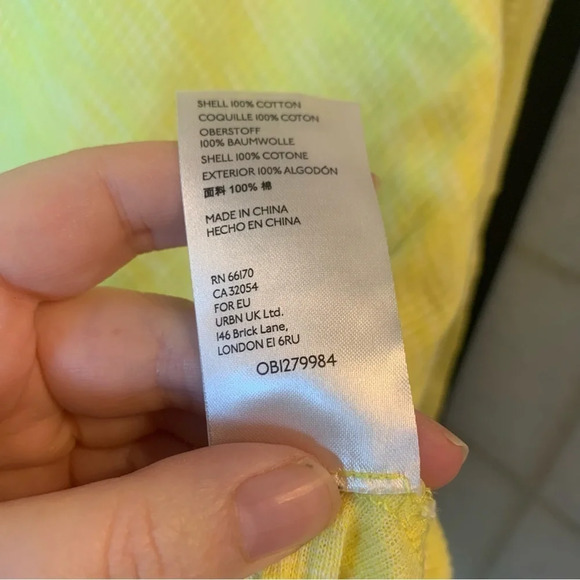 SHELL 100% COTTON
COQUILLE 100% COTON
OBERSTOFF
100% BAUMWOLLE
SHELL 100% COTONE
EXTERIOR 100% ALGODÓN
面料 100% 棉
MADE IN CHINA
HECHO EN CHINA
RN 66170
CA 32054
FOR EU
URBN UK Ltd.
146 Brick Lane,
LONDON E1 6RU
OB1279984